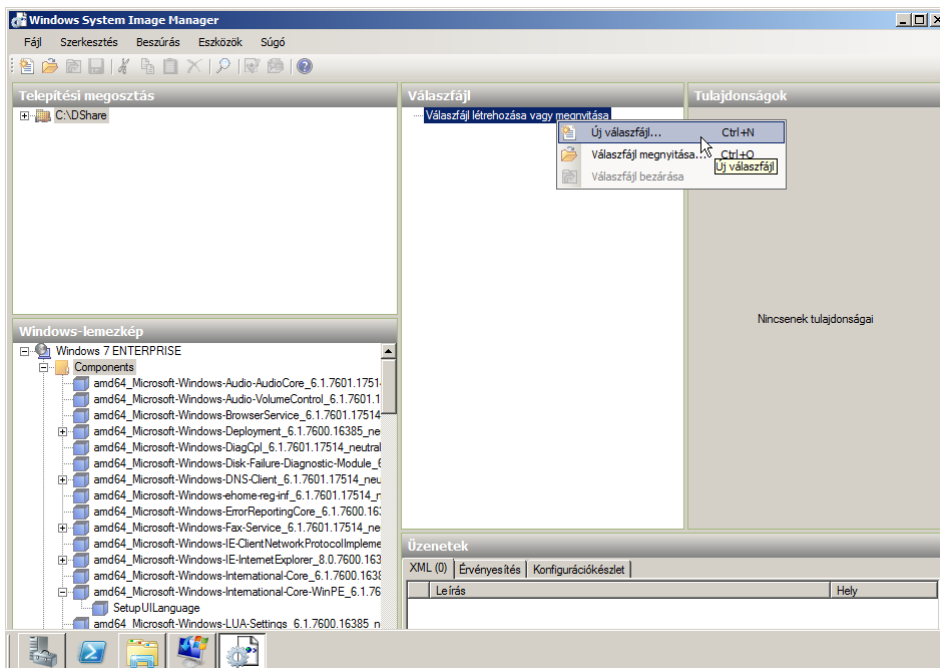 Windows System Image Manager
Fájl Szerkesztés Beszúrás Eszközök Súgó
Telepítési megosztás
C:\DShare
Válaszfájl
Válaszfájl létrehozása vagy megnyitása
Új válaszfájl... Ctrl+N
Válaszfájl megnyitása... Ctrl+O
Új válaszfájl
Válaszfájl bezárása
Tulajdonságok
Nincsenek tulajdonságai
Windows-lemezkép
Windows 7 ENTERPRISE
Components
amd64_Microsoft-Windows-Audio-AudioCore_6.1.7601.1751
amd64_Microsoft-Windows-Audio-VolumeControl_6.1.7601.1
amd64_Microsoft-Windows-BrowserService_6.1.7601.17514
amd64_Microsoft-Windows-Deployment_6.1.7600.16385_ne
amd64_Microsoft-Windows-DiagCpl_6.1.7601.17514_neutral
amd64_Microsoft-Windows-Disk-Failure-Diagnostic-Module_6
amd64_Microsoft-Windows-DNS-Client_6.1.7601.17514_neu
amd64_Microsoft-Windows-ehome-reg-inf_6.1.7601.17514_n
amd64_Microsoft-Windows-ErrorReportingCore_6.1.7600.163
amd64_Microsoft-Windows-Fax-Service_6.1.7601.17514_ne
amd64_Microsoft-Windows-IE-ClientNetworkProtocolImpleme
amd64_Microsoft-Windows-IE-InternetExplorer_8.0.7600.163
amd64_Microsoft-Windows-International-Core_6.1.7600.1638
amd64_Microsoft-Windows-International-Core-WinPE_6.1.76
SetupUILanguage
amd64_Microsoft-Windows-LUA-Settings_6.1.7600.16385_n
Üzenetek
XML (0) Érvényesítés Konfigurációkészlet
Leírás Hely